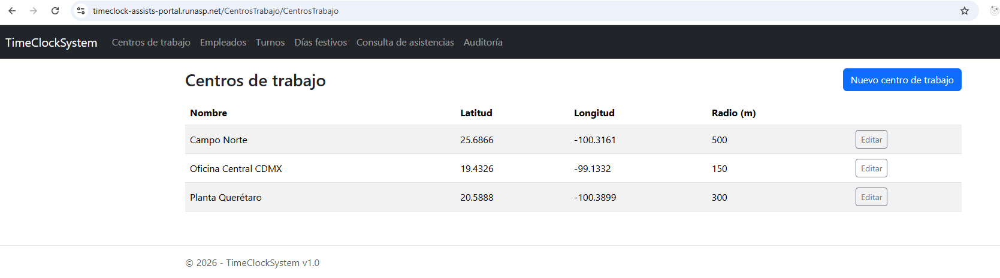 timeclock-assists-portal.runasp.net/CentrosTrabajo/CentrosTrabajo
TimeClockSystem Centros de trabajo Empleados Turnos Días festivos Consulta de asistencias Auditoría
Centros de trabajo Nuevo centro de trabajo
Nombre Latitud Longitud Radio (m)
Campo Norte 25.6866 -100.3161 500 Editar
Oficina Central CDMX 19.4326 -99.1332 150 Editar
Planta Querétaro 20.5888 -100.3899 300 Editar
© 2026 - TimeClockSystem v1.0